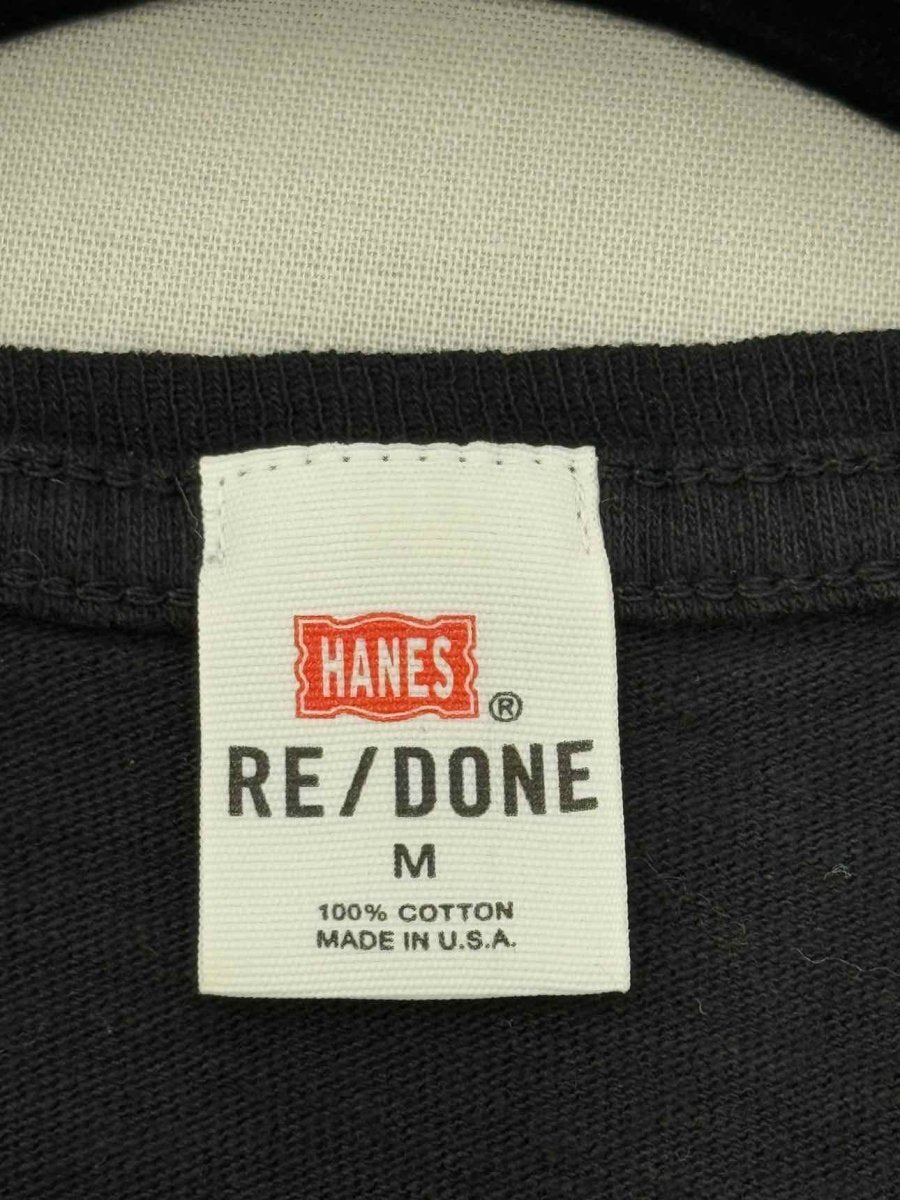 HANES
®
RE/DONE
M
100% COTTON
MADE IN U.S.A.